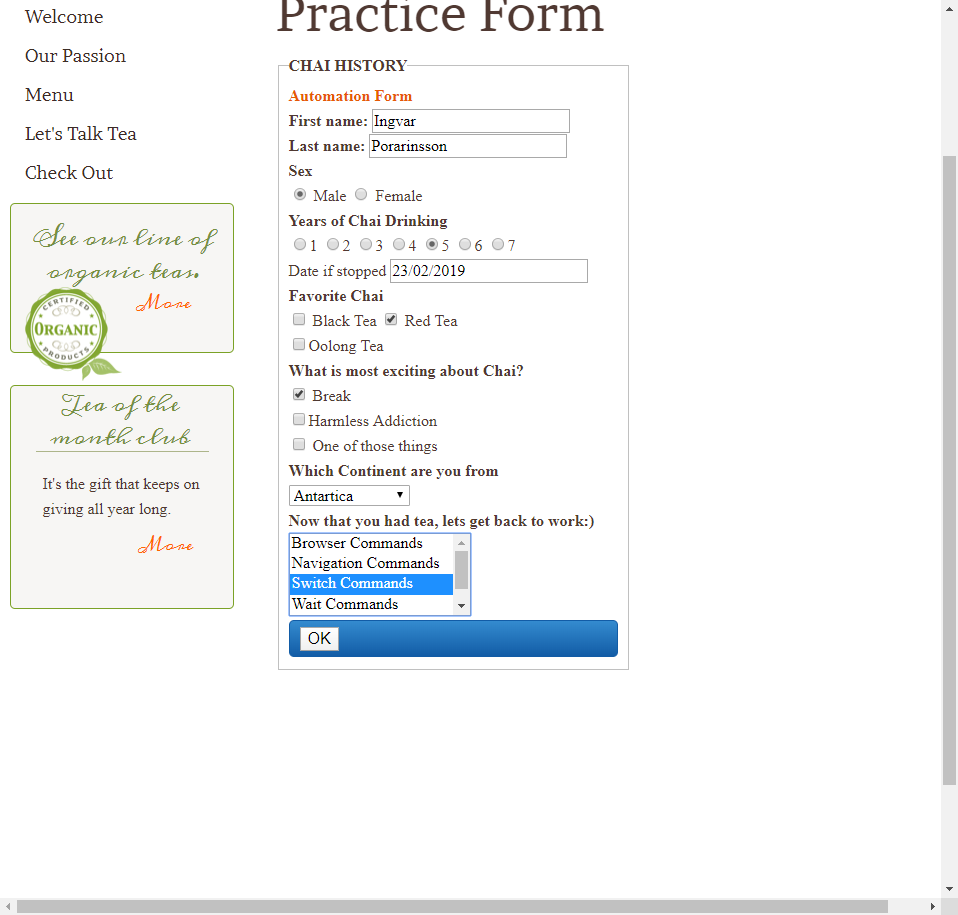 Welcome
Our Passion
Menu
Let's Talk Tea
Check Out
See our line of
organic teas.
More
CERTIFIED
ORGANIC
PRODUCTS
Tea of the
month club
It's the gift that keeps on
giving all year long.
More
Practice Form
CHAI HISTORY
Automation Form
First name: Ingvar
Last name: Porarinsson
Sex
Male Female
Years of Chai Drinking
1 2 3 4 5 6 7
Date if stopped 23/02/2019
Favorite Chai
Black Tea Red Tea
Oolong Tea
What is most exciting about Chai?
Break
Harmless Addiction
One of those things
Which Continent are you from
Antartica
Now that you had tea, lets get back to work:)
Browser Commands
Navigation Commands
Switch Commands
Wait Commands
OK